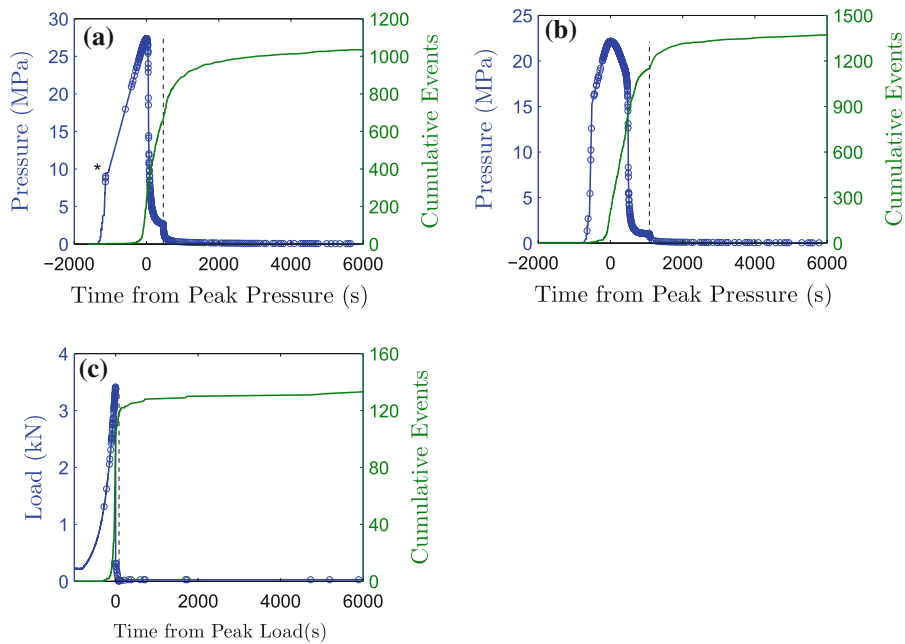 (a)
30
25
20
15
10
5
0
*
1200
1000
800
600
400
200
0
−2000 0 2000 4000 6000
Pressure (MPa)
Cumulative Events
Time from Peak Pressure (s)
(b)
30
25
20
15
10
5
0
1500
1200
900
600
300
0
−2000 0 2000 4000 6000
Pressure (MPa)
Cumulative Events
Time from Peak Pressure (s)
(c)
4
3
2
1
0
160
120
80
40
0
0 2000 4000 6000
Load (kN)
Cumulative Events
Time from Peak Load(s)